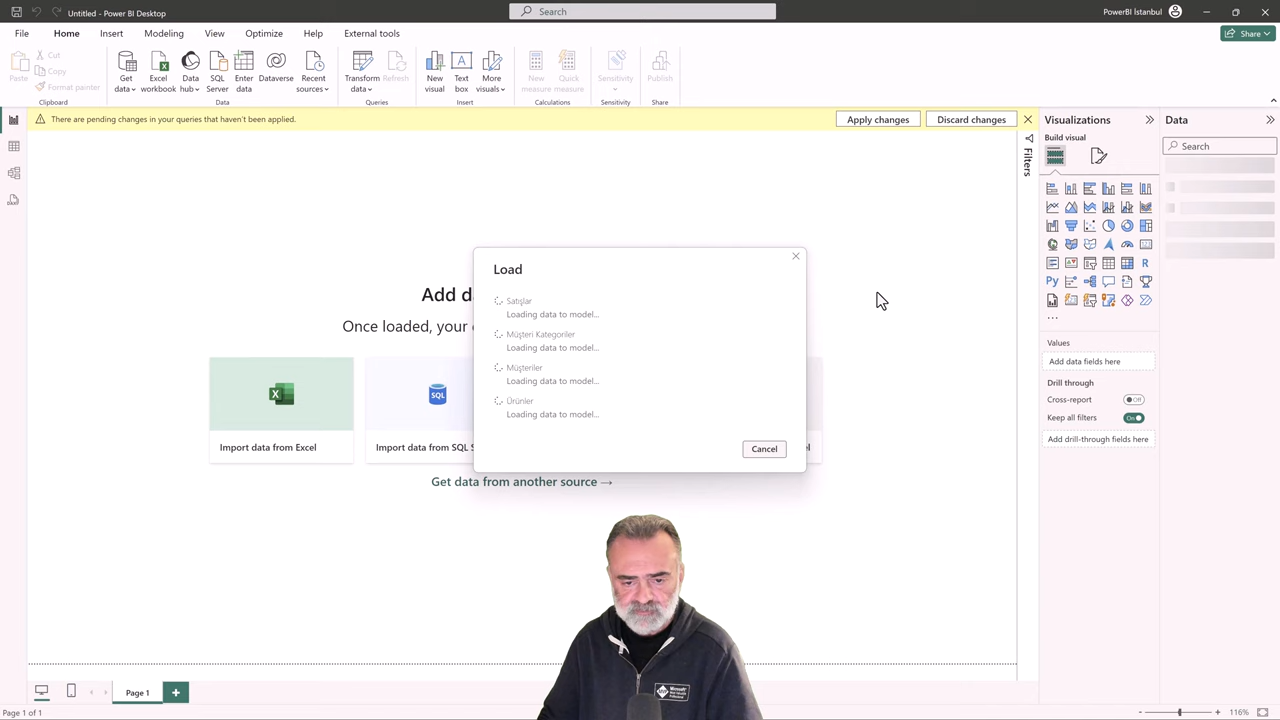 Untitled - Power BI Desktop
Search
PowerBI Istanbul
File
Home
Insert
Modeling
View
Optimize
Help
External tools
Share
Paste
Cut
Copy
Format painter
Clipboard
Get data
Excel workbook
Data hub
SQL Server
Enter data
Dataverse
Recent sources
Data
Transform data
Refresh
Queries
New visual
Text box
More visuals
Insert
New measure
Quick measure
Calculations
Sensitivity
Sensitivity
Publish
Share
There are pending changes in your queries that haven't been applied.
Apply changes
Discard changes
Filters
Visualizations
Build visual
Data
Search
Load
Satışlar
Loading data to model...
Müşteri Kategoriler
Loading data to model...
Müşteriler
Loading data to model...
Ürünler
Loading data to model...
Cancel
Add d
Once loaded, your
SQL
Import data from Excel
Import data from SQL S
Get data from another source →
R
Py
Values
Add data fields here
Drill through
Cross-report
Off
Keep all filters
On
Add drill-through fields here
Microsoft
Page 1
Page 1 of 1
116%